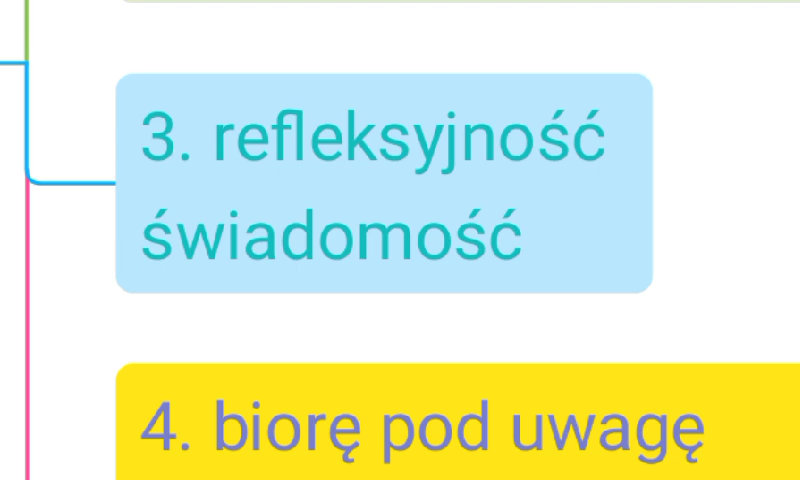 3. refleksyjność
świadomość
4. biorę pod uwagę